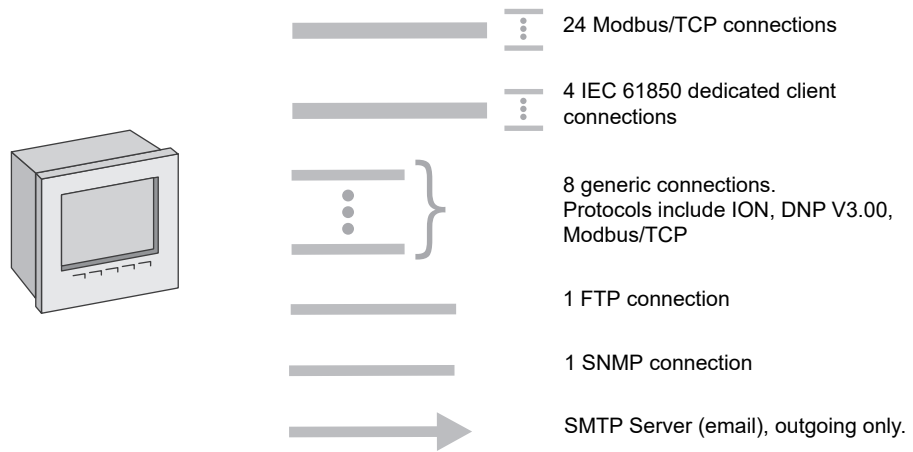 24 Modbus/TCP connections
4 IEC 61850 dedicated client
connections
8 generic connections.
Protocols include ION, DNP V3.00,
Modbus/TCP
1 FTP connection
1 SNMP connection
SMTP Server (email), outgoing only.